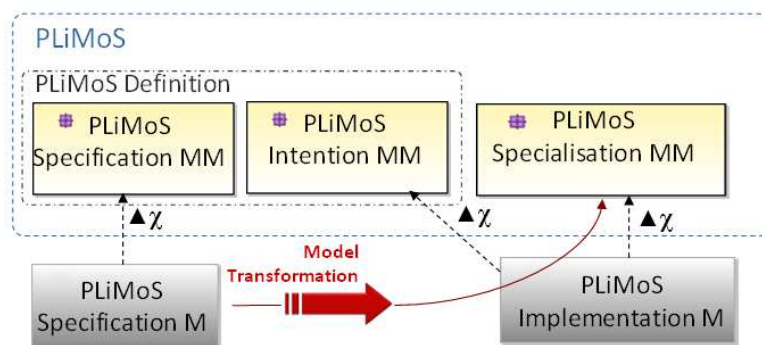 PLiMoS
PLiMoS Definition
PLiMoS
Specification MM
PLiMoS
Intention MM
PLiMoS
Specialisation MM
▲χ
▲χ
▲χ
Model
Transformation
PLiMoS
Specification M
PLiMoS
Implementation M